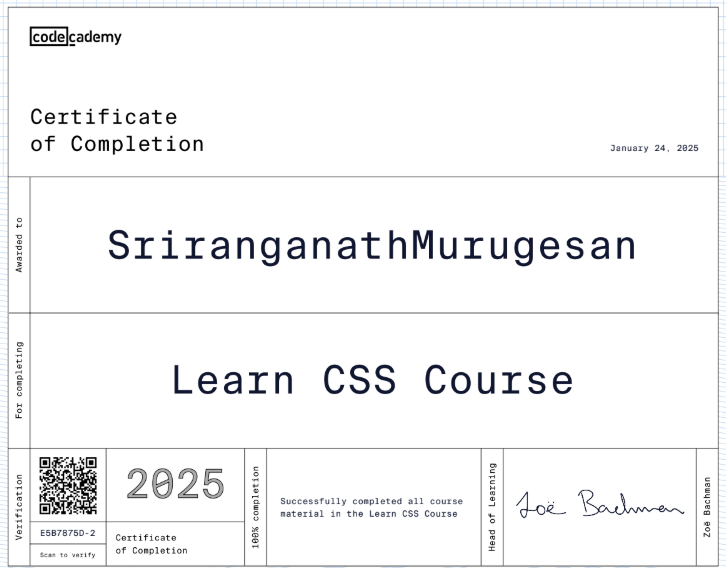 codecademy
Certificate
of Completion
January 24, 2025
Awarded to
SriranganathMurugesan
For completing
Learn CSS Course
Verification
E5B7875D-2
Scan to verify
2025
Certificate
of Completion
100% completion
Successfully completed all course
material in the Learn CSS Course
Head of Learning
Zoë Bachman
Zoë Bachman